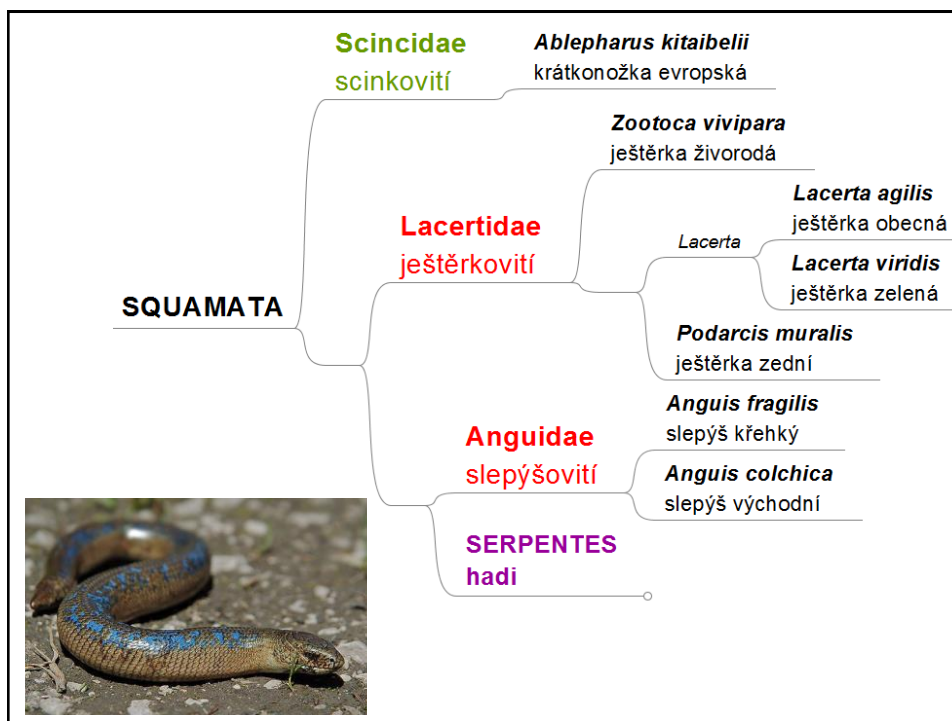 Scincidae
scinkovití
Ablepharus kitaibelii
krátkonožka evropská
Zootoca vivipara
ještěrka živorodá
Lacertidae
ještěrkovití
Lacerta
Lacerta agilis
ještěrka obecná
Lacerta viridis
ještěrka zelená
SQUAMATA
Podarcis muralis
ještěrka zední
Anguidae
slepýšovití
Anguis fragilis
slepýš křehký
Anguis colchica
slepýš východní
SERPENTES
hadi